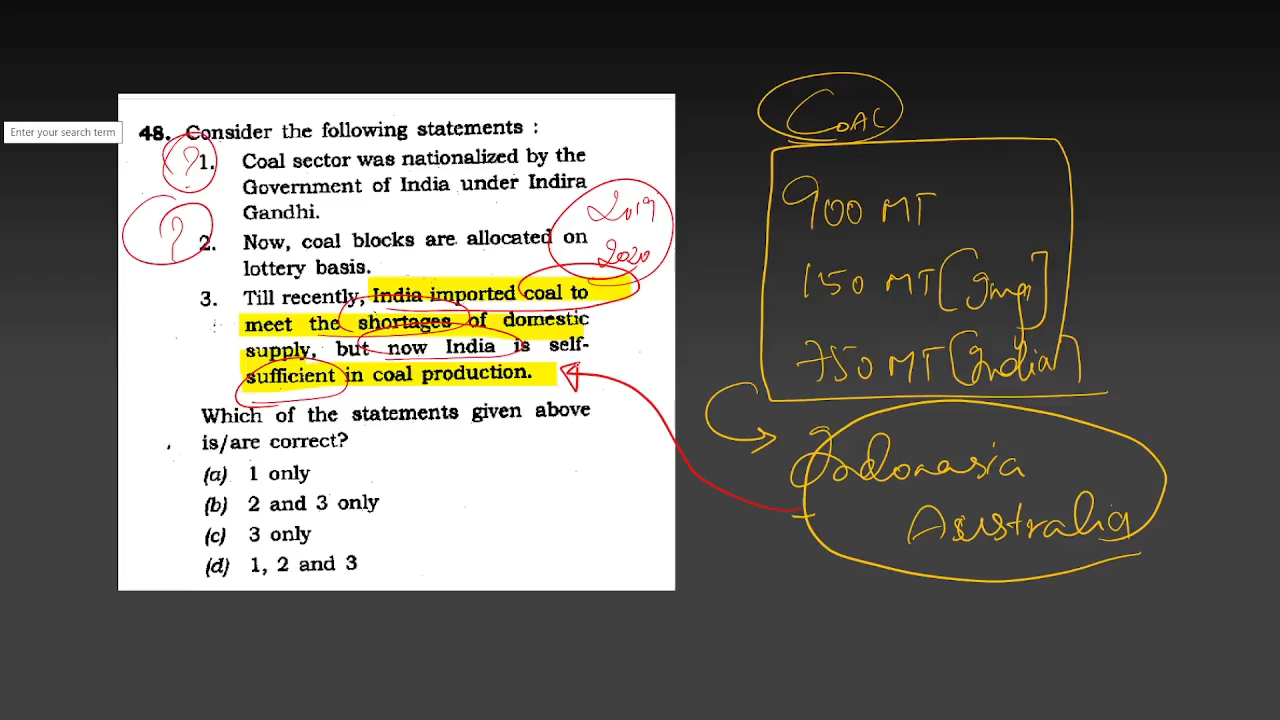 Enter your search term
48. Consider the following statements :
? 1. Coal sector was nationalized by the
Government of India under Indira
Gandhi.
? 2. Now, coal blocks are allocated on
lottery basis.
3. Till recently, India imported coal to
meet the shortages of domestic
supply, but now India is self-
sufficient in coal production.
Which of the statements given above
is/are correct?
(a) 1 only
(b) 2 and 3 only
(c) 3 only
(d) 1, 2 and 3
2019
2020
COAL
900 MT
150 MT [Imp]
750 MT [India]
Indonasia
Australia